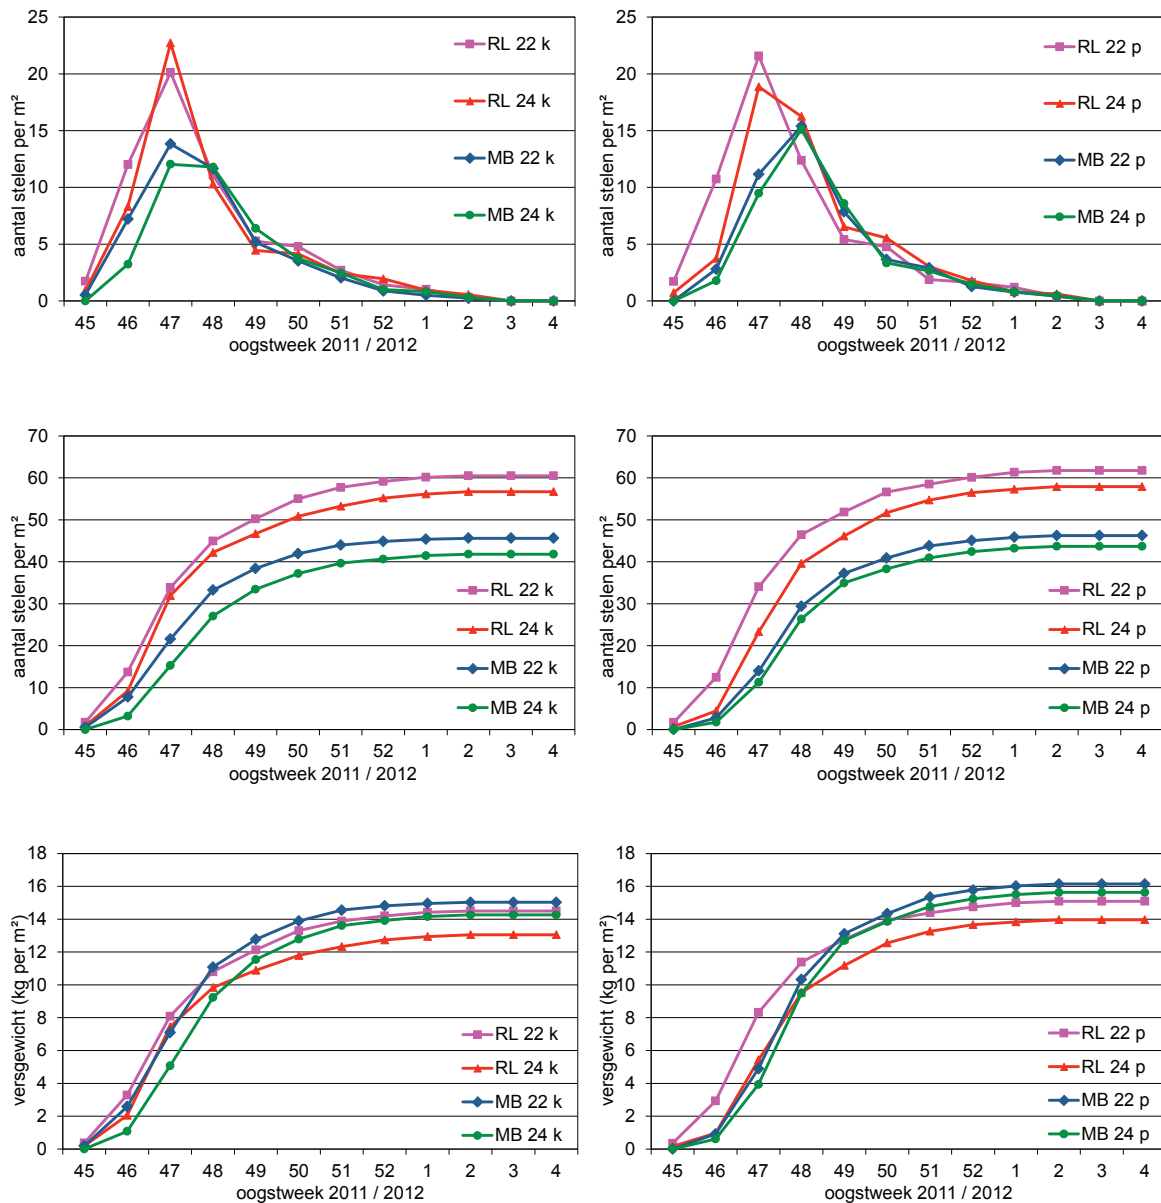 aantal stelen per m²
25
20
15
10
5
0
RL 22 k
RL 24 k
MB 22 k
MB 24 k
45 46 47 48 49 50 51 52 1 2 3 4
oogstweek 2011 / 2012
aantal stelen per m²
25
20
15
10
5
0
RL 22 p
RL 24 p
MB 22 p
MB 24 p
45 46 47 48 49 50 51 52 1 2 3 4
oogstweek 2011 / 2012
aantal stelen per m²
70
60
50
40
30
20
10
0
RL 22 k
RL 24 k
MB 22 k
MB 24 k
45 46 47 48 49 50 51 52 1 2 3 4
oogstweek 2011 / 2012
aantal stelen per m²
70
60
50
40
30
20
10
0
RL 22 p
RL 24 p
MB 22 p
MB 24 p
45 46 47 48 49 50 51 52 1 2 3 4
oogstweek 2011 / 2012
versgewicht (kg per m²)
18
16
14
12
10
8
6
4
2
0
RL 22 k
RL 24 k
MB 22 k
MB 24 k
45 46 47 48 49 50 51 52 1 2 3 4
oogstweek 2011 / 2012
versgewicht (kg per m²)
18
16
14
12
10
8
6
4
2
0
RL 22 p
RL 24 p
MB 22 p
MB 24 p
45 46 47 48 49 50 51 52 1 2 3 4
oogstweek 2011 / 2012